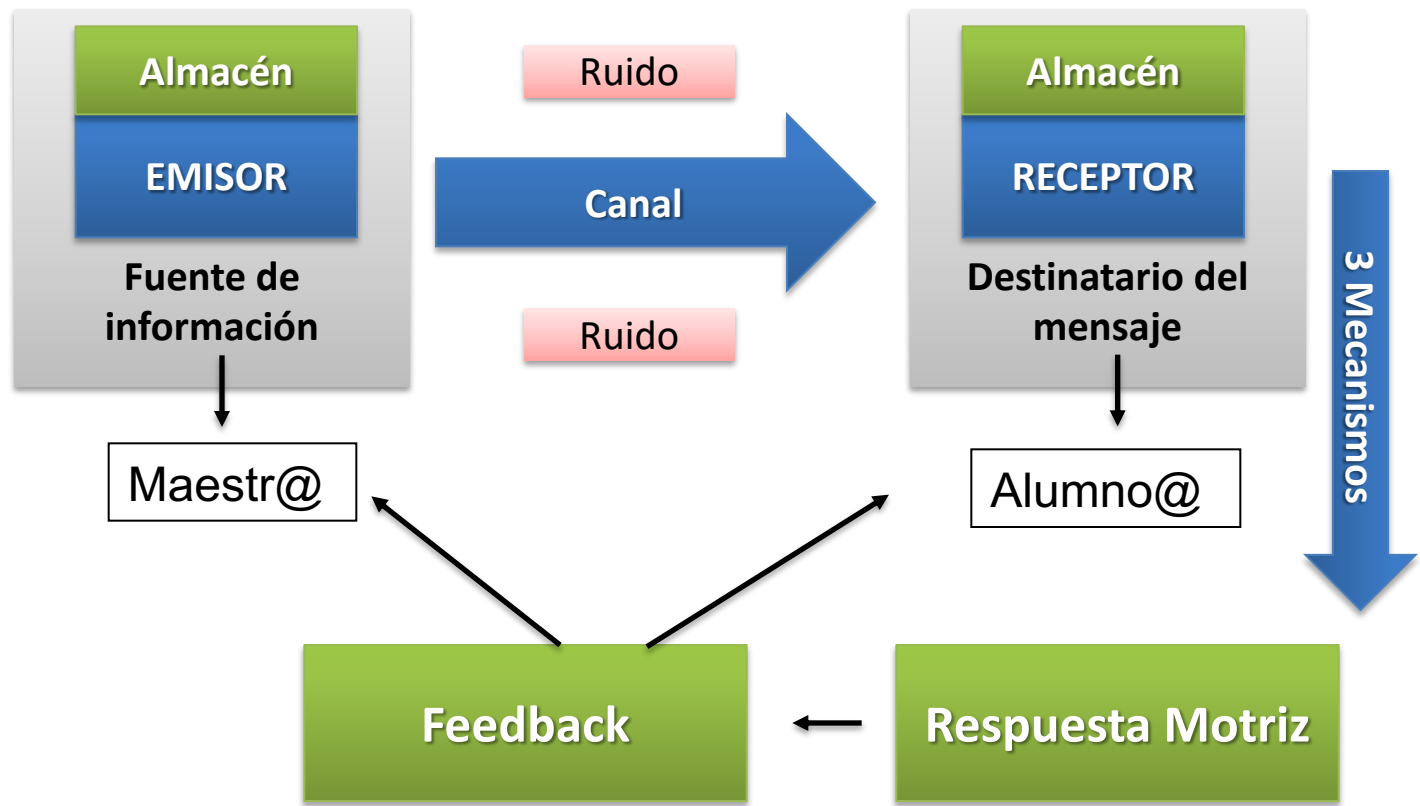 Almacén
EMISOR
Fuente de
información
Maestr@
Ruido
Canal
Ruido
Almacén
RECEPTOR
Destinatario del
mensaje
Alumno@
3 Mecanismos
Feedback
Respuesta Motriz